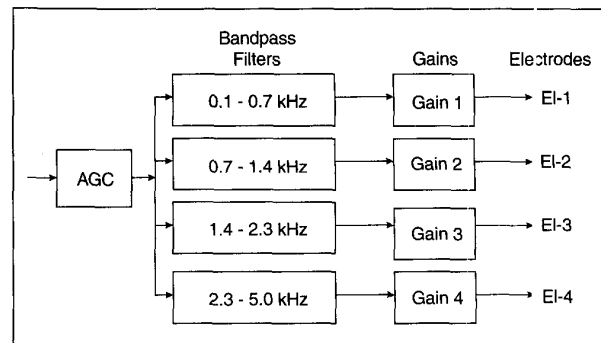 Bandpass
Filters
Gains
Electrodes
0.1 - 0.7 kHz
Gain 1
El-1
0.7 - 1.4 kHz
Gain 2
El-2
AGC
1.4 - 2.3 kHz
Gain 3
El-3
2.3 - 5.0 kHz
Gain 4
El-4